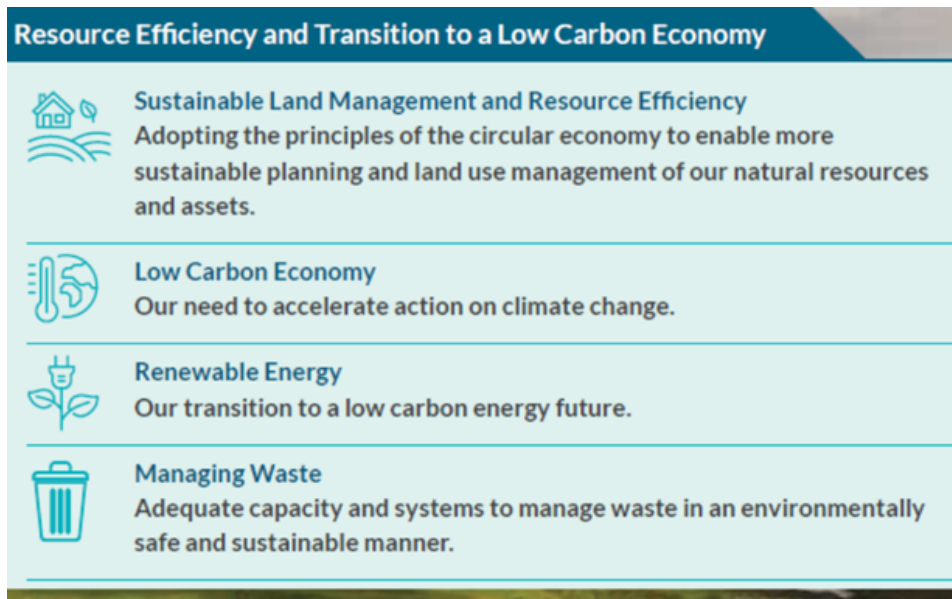 Resource Efficiency and Transition to a Low Carbon Economy
Sustainable Land Management and Resource Efficiency
Adopting the principles of the circular economy to enable more
sustainable planning and land use management of our natural resources
and assets.
Low Carbon Economy
Our need to accelerate action on climate change.
Renewable Energy
Our transition to a low carbon energy future.
Managing Waste
Adequate capacity and systems to manage waste in an environmentally
safe and sustainable manner.